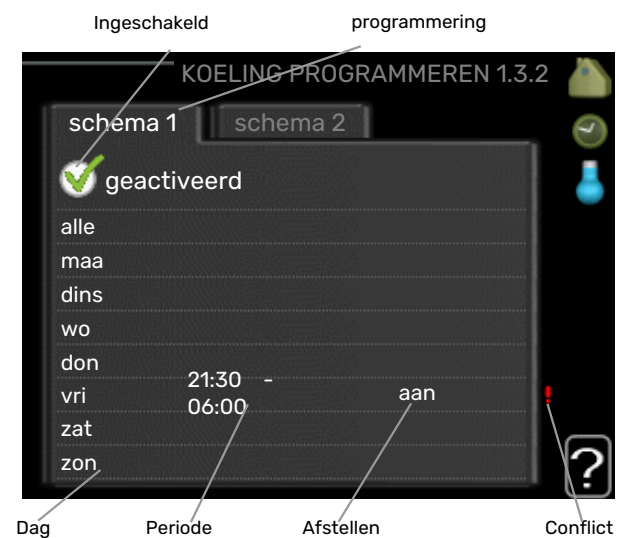 Ingeschakeld programmering
KOELING PROGRAMMEREN 1.3.2
schema 1 schema 2
geactiveerd
alle
maa
dins
wo
don
vri 21:30 - 06:00 aan !
zat
zon
?
Dag Periode Afstellen Conflict